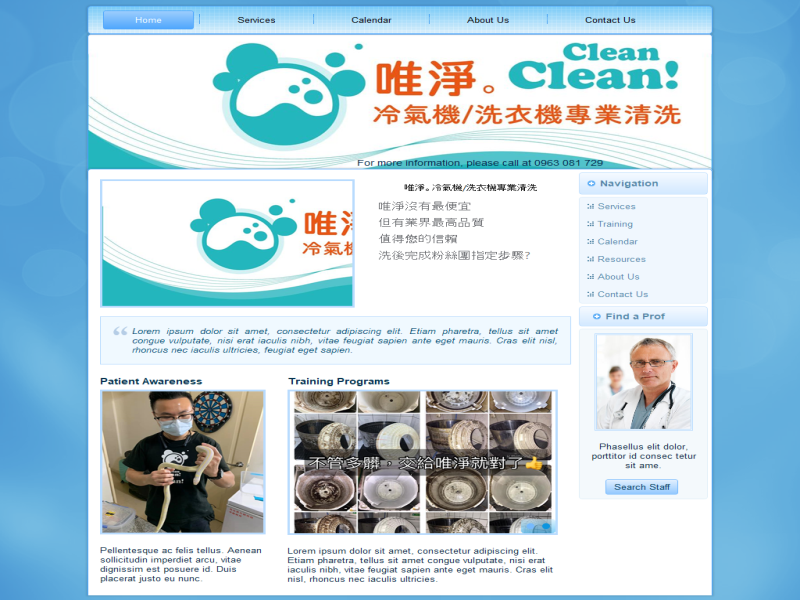 Home
Services
Calendar
About Us
Contact Us
Clean
Clean!
唯淨。
冷氣機/洗衣機專業清洗
For more information, please call at 0963 081 729
唯淨
冷氣機
唯淨。冷氣機/洗衣機專業清洗
唯淨沒有最便宜
但有業界最高品質
值得您的信賴
洗後完成粉絲團指定步驟?
Navigation
Services
Training
Calendar
Resources
About Us
Contact Us
Find a Prof
Phasellus elit dolor,
porttitor id consec tetur
sit ame.
Search Staff
Lorem ipsum dolor sit amet, consectetur adipiscing elit. Etiam pharetra, tellus sit amet
congue vulputate, nisi erat iaculis nibh, vitae feugiat sapien ante eget mauris. Cras elit nisl,
rhoncus nec iaculis ultricies, feugiat eget sapien.
Patient Awareness
Training Programs
不管多髒，交給唯淨就對了👍
Pellentesque ac felis tellus. Aenean
sollicitudin imperdiet arcu, vitae
dignissim est posuere id. Duis
placerat justo eu nunc.
Lorem ipsum dolor sit amet, consectetur adipiscing elit.
Etiam pharetra, tellus sit amet congue vulputate, nisi erat
iaculis nibh, vitae feugiat sapien ante eget mauris. Cras elit
nisl, rhoncus nec iaculis ultricies.